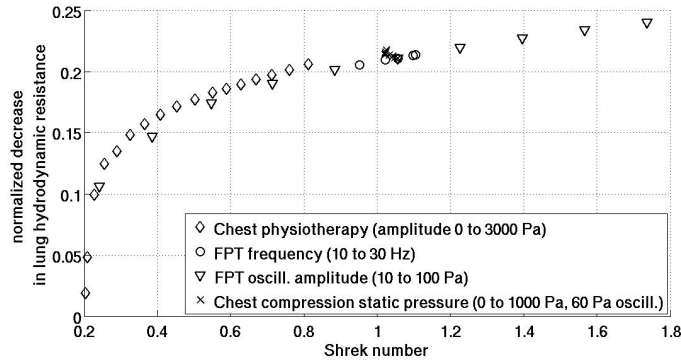 0.25
0.2
0.15
0.1
0.05
0
normalized decrease
in lung hydrodynamic resistance
Chest physiotherapy (amplitude 0 to 3000 Pa)
FPT frequency (10 to 30 Hz)
FPT oscill. amplitude (10 to 100 Pa)
Chest compression static pressure (0 to 1000 Pa, 60 Pa oscill.)
0.2 0.4 0.6 0.8 1 1.2 1.4 1.6 1.8
Shrek number